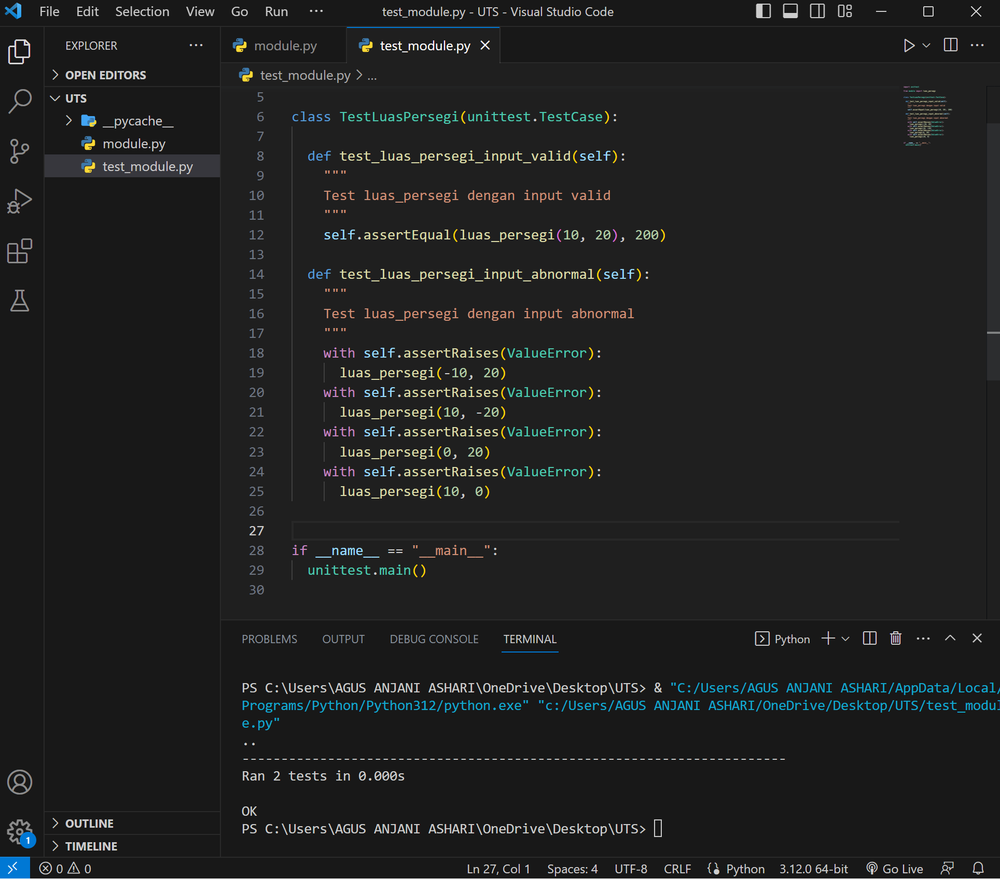 File Edit Selection View Go Run ··· test_module.py - UTS - Visual Studio Code
EXPLORER ···
OPEN EDITORS
UTS
__pycache__
module.py
test_module.py
OUTLINE
TIMELINE
module.py test_module.py
test_module.py > ...
5
6 class TestLuasPersegi(unittest.TestCase):
7
8 def test_luas_persegi_input_valid(self):
9 """
10 Test luas_persegi dengan input valid
11 """
12 self.assertEqual(luas_persegi(10, 20), 200)
13
14 def test_luas_persegi_input_abnormal(self):
15 """
16 Test luas_persegi dengan input abnormal
17 """
18 with self.assertRaises(ValueError):
19 luas_persegi(-10, 20)
20 with self.assertRaises(ValueError):
21 luas_persegi(10, -20)
22 with self.assertRaises(ValueError):
23 luas_persegi(0, 20)
24 with self.assertRaises(ValueError):
25 luas_persegi(10, 0)
26
27
28 if __name__ == "__main__":
29 unittest.main()
30
PROBLEMS OUTPUT DEBUG CONSOLE TERMINAL Python
PS C:\Users\AGUS ANJANI ASHARI\OneDrive\Desktop\UTS> & "C:/Users/AGUS ANJANI ASHARI/AppData/Local/
Programs/Python/Python312/python.exe" "c:/Users/AGUS ANJANI ASHARI/OneDrive/Desktop/UTS/test_modul
e.py"
..
----------------------------------------------------------------------
Ran 2 tests in 0.000s
OK
PS C:\Users\AGUS ANJANI ASHARI\OneDrive\Desktop\UTS>
1
0 0 Ln 27, Col 1 Spaces: 4 UTF-8 CRLF Python 3.12.0 64-bit Go Live